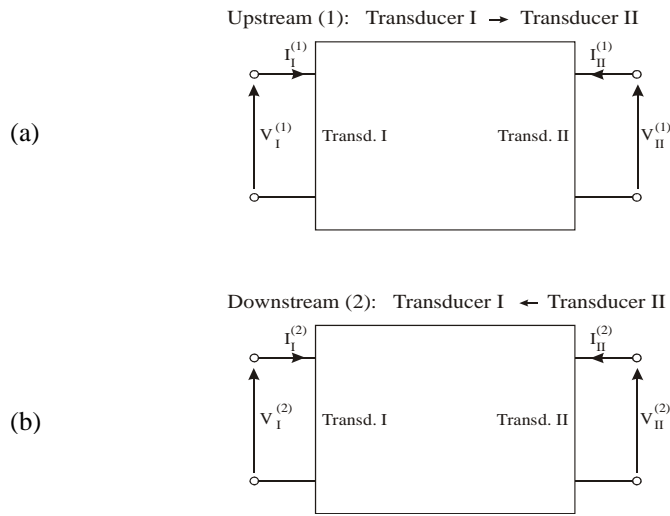 Upstream (1): Transducer I → Transducer II
I_I^(1) I_II^(1)
(a)
V_I^(1) Transd. I Transd. II V_II^(1)
Downstream (2): Transducer I ← Transducer II
I_I^(2) I_II^(2)
V_I^(2) Transd. I Transd. II V_II^(2)
(b)